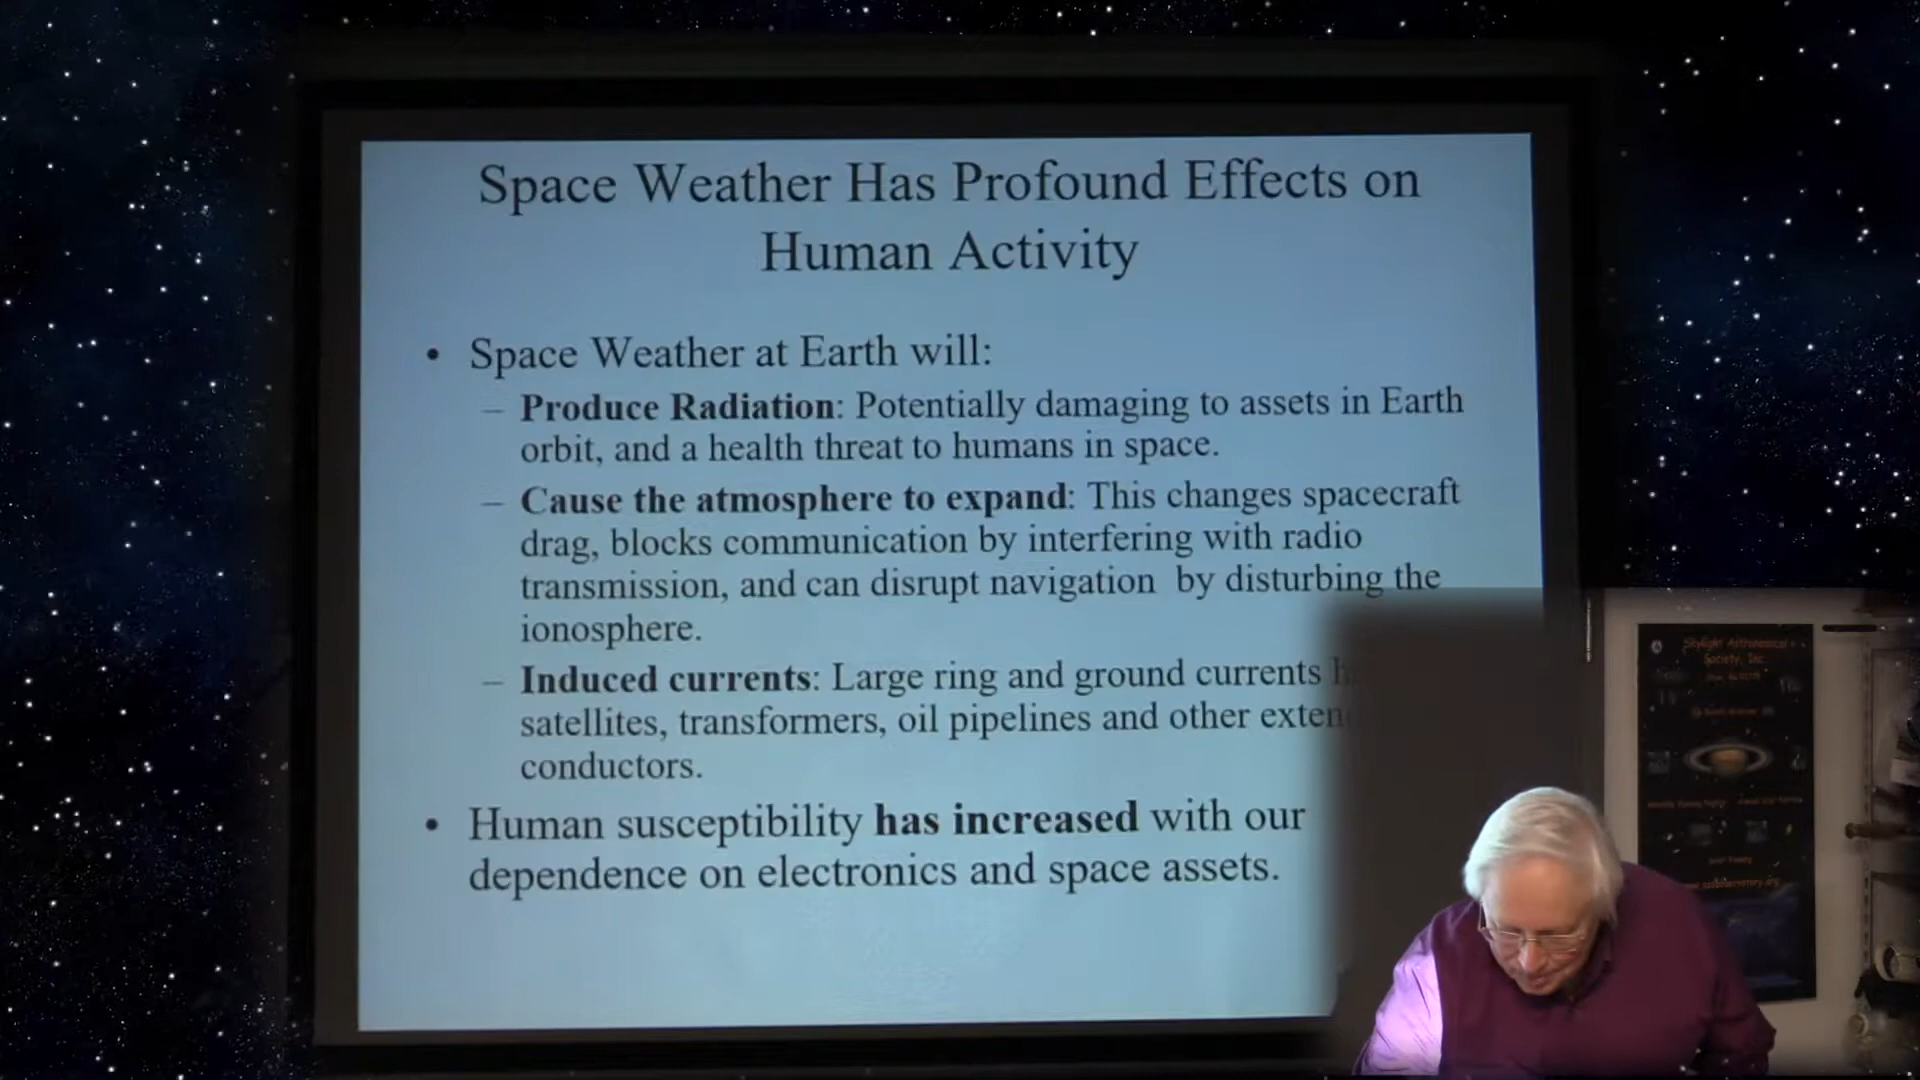 Space Weather Has Profound Effects on
Human Activity
• Space Weather at Earth will:
– Produce Radiation: Potentially damaging to assets in Earth
orbit, and a health threat to humans in space.
– Cause the atmosphere to expand: This changes spacecraft
drag, blocks communication by interfering with radio
transmission, and can disrupt navigation by disturbing the
ionosphere.
– Induced currents: Large ring and ground currents
satellites, transformers, oil pipelines and other
conductors.
• Human susceptibility has increased with our
dependence on electronics and space assets.
Skylight Astronomical
Society, Inc.